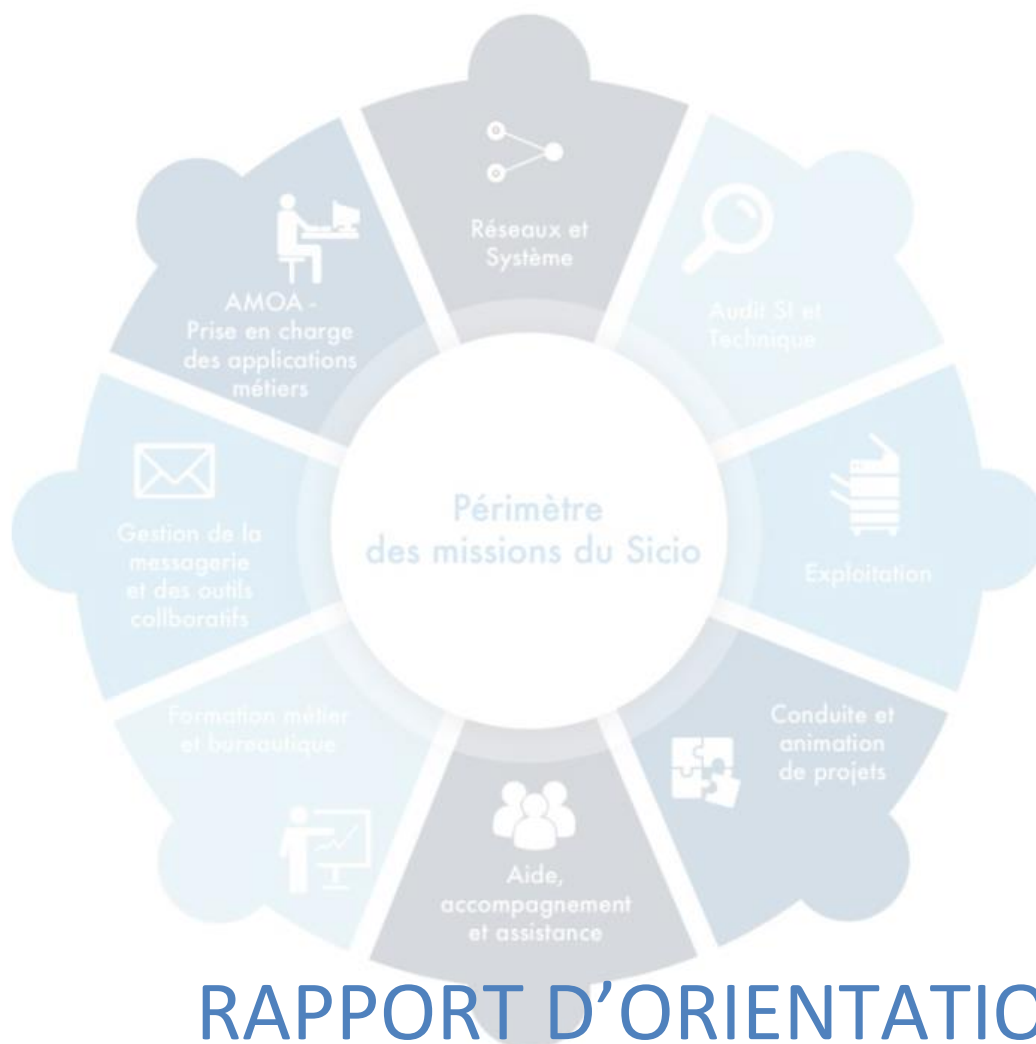 Réseaux et
Système
Audit SI et
Technique
AMOA -
Prise en charge
des applications
métiers
Périmètre
des missions du Sicio
Gestion de la
messagerie
et des outils
collboratifs
Exploitation
Formation métier
et bureautique
Conduite et
animation
de projets
Aide,
accompagnement
et assistance
RAPPORT D’ORIENTATIO